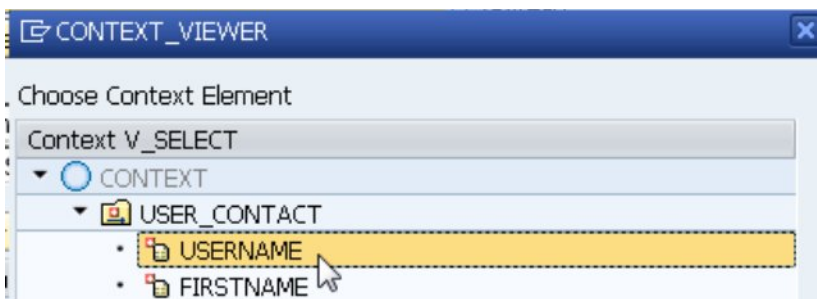 CONTEXT_VIEWER
Choose Context Element
Context V_SELECT
CONTEXT
USER_CONTACT
USERNAME
FIRSTNAME